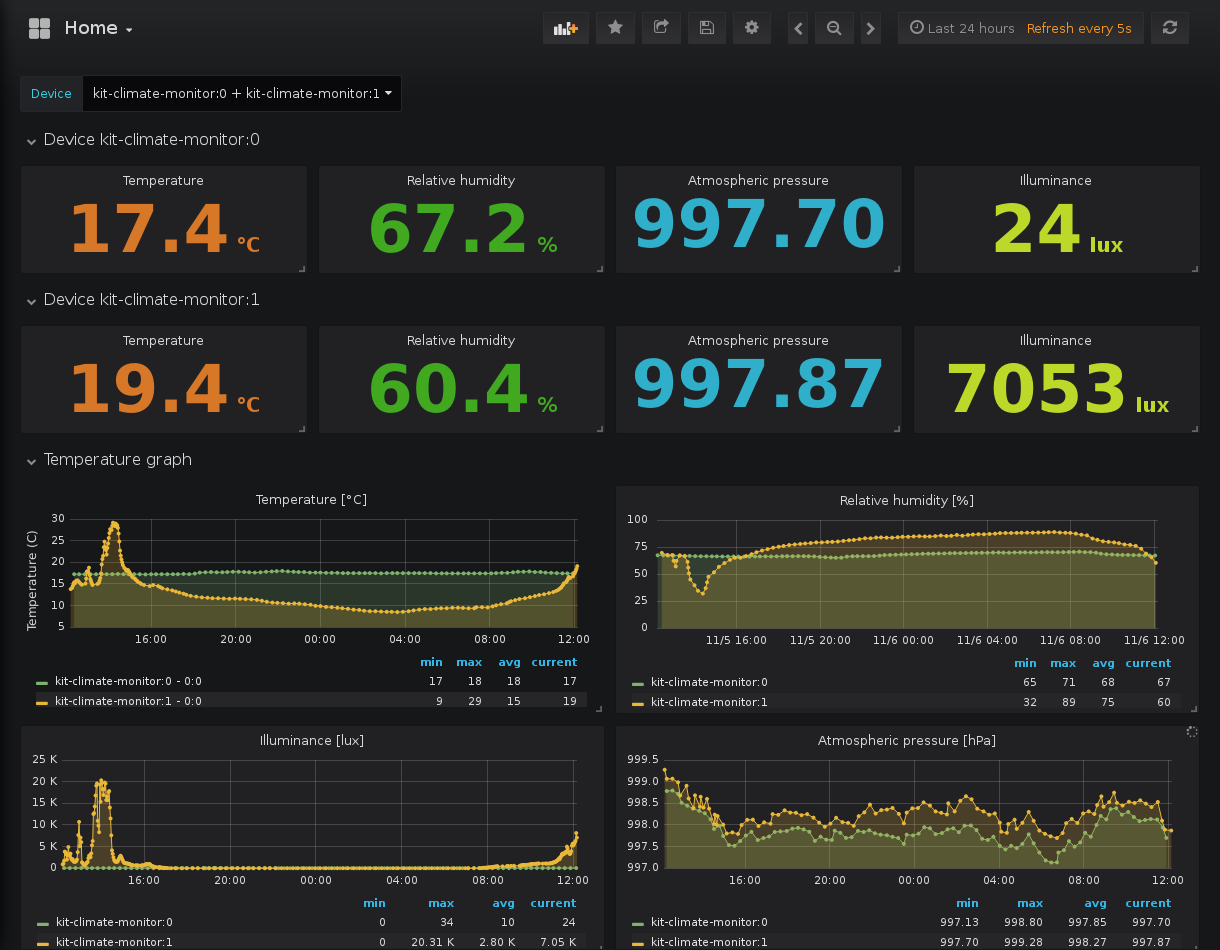 Home
Last 24 hours Refresh every 5s
Device kit-climate-monitor:0 + kit-climate-monitor:1
Device kit-climate-monitor:0
Temperature Relative humidity Atmospheric pressure Illuminance
17.4 °C 67.2 % 997.70 24 lux
Device kit-climate-monitor:1
Temperature Relative humidity Atmospheric pressure Illuminance
19.4 °C 60.4 % 997.87 7053 lux
Temperature graph
Temperature [°C]
Temperature (C)
30
25
20
15
10
5
16:00 20:00 00:00 04:00 08:00 12:00
min max avg current
kit-climate-monitor:0 - 0:0 17 18 18 17
kit-climate-monitor:1 - 0:0 9 29 15 19
Relative humidity [%]
100
75
50
25
0
11/5 16:00 11/5 20:00 11/6 00:00 11/6 04:00 11/6 08:00 11/6 12:00
min max avg current
kit-climate-monitor:0 65 71 68 67
kit-climate-monitor:1 32 89 75 60
Illuminance [lux]
25 K
20 K
15 K
10 K
5 K
0
16:00 20:00 00:00 04:00 08:00 12:00
min max avg current
kit-climate-monitor:0 0 34 10 24
kit-climate-monitor:1 0 20.31 K 2.80 K 7.05 K
Atmospheric pressure [hPa]
999.5
999.0
998.5
998.0
997.5
997.0
16:00 20:00 00:00 04:00 08:00 12:00
min max avg current
kit-climate-monitor:0 997.13 998.80 997.85 997.70
kit-climate-monitor:1 997.70 999.28 998.27 997.87